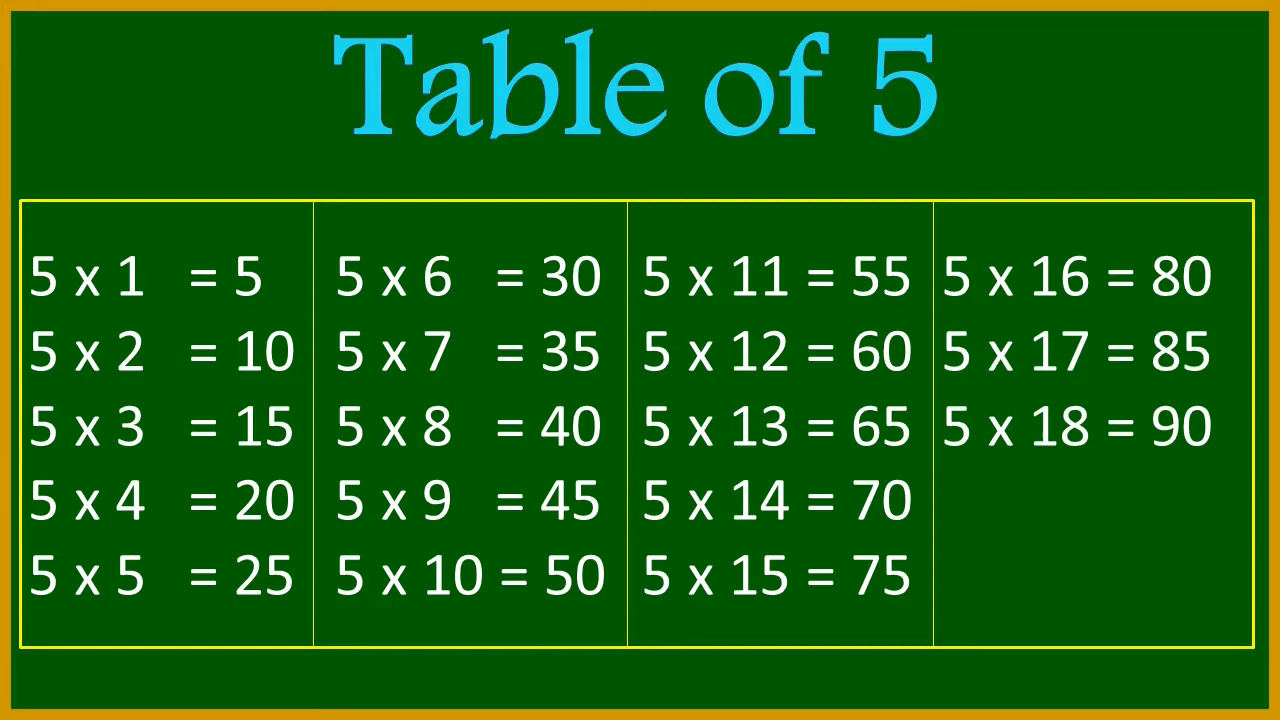 Table of 5
5 x 1 = 5
5 x 2 = 10
5 x 3 = 15
5 x 4 = 20
5 x 5 = 25
5 x 6 = 30
5 x 7 = 35
5 x 8 = 40
5 x 9 = 45
5 x 10 = 50
5 x 11 = 55
5 x 12 = 60
5 x 13 = 65
5 x 14 = 70
5 x 15 = 75
5 x 16 = 80
5 x 17 = 85
5 x 18 = 90